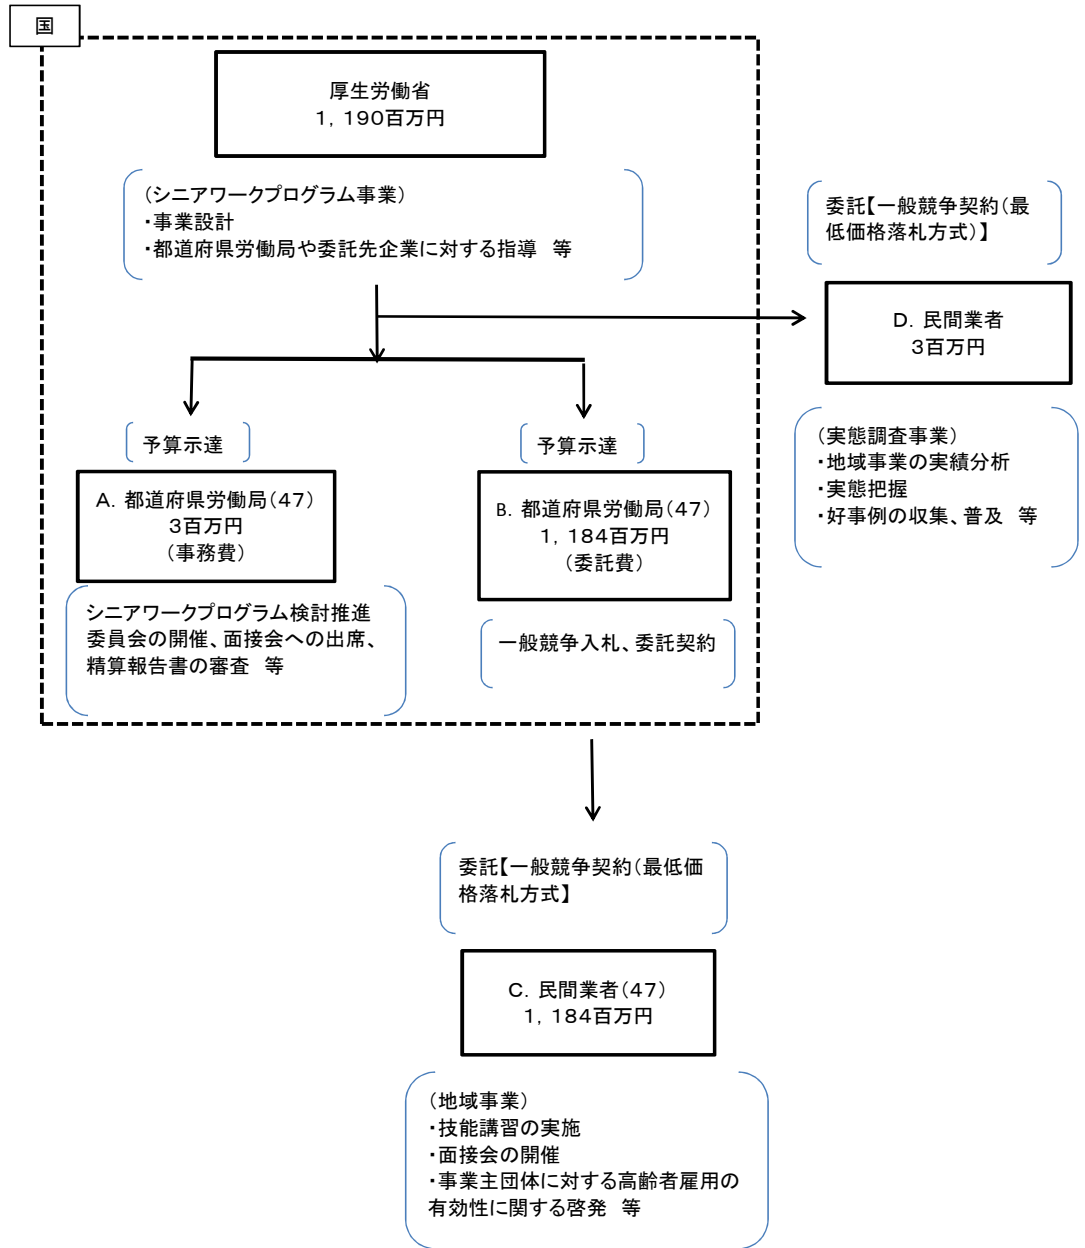 国
厚生労働省
１，１９０百万円
（シニアワークプログラム事業）
・事業設計
・都道府県労働局や委託先企業に対する指導　等
委託【一般競争契約（最
低価格落札方式）】
Ｄ．民間業者
３百万円
（実態調査事業）
・地域事業の実績分析
・実態把握
・好事例の収集、普及　等
予算示達
Ａ．都道府県労働局（４７）
３百万円
（事務費）
シニアワークプログラム検討推進
委員会の開催、面接会への出席、
精算報告書の審査　等
予算示達
B．都道府県労働局（４７）
１，１８４百万円
（委託費）
一般競争入札、委託契約
委託【一般競争契約（最低価
格落札方式】
Ｃ．民間業者（４７）
１，１８４百万円
（地域事業）
・技能講習の実施
・面接会の開催
・事業主団体に対する高齢者雇用の
有効性に関する啓発　等